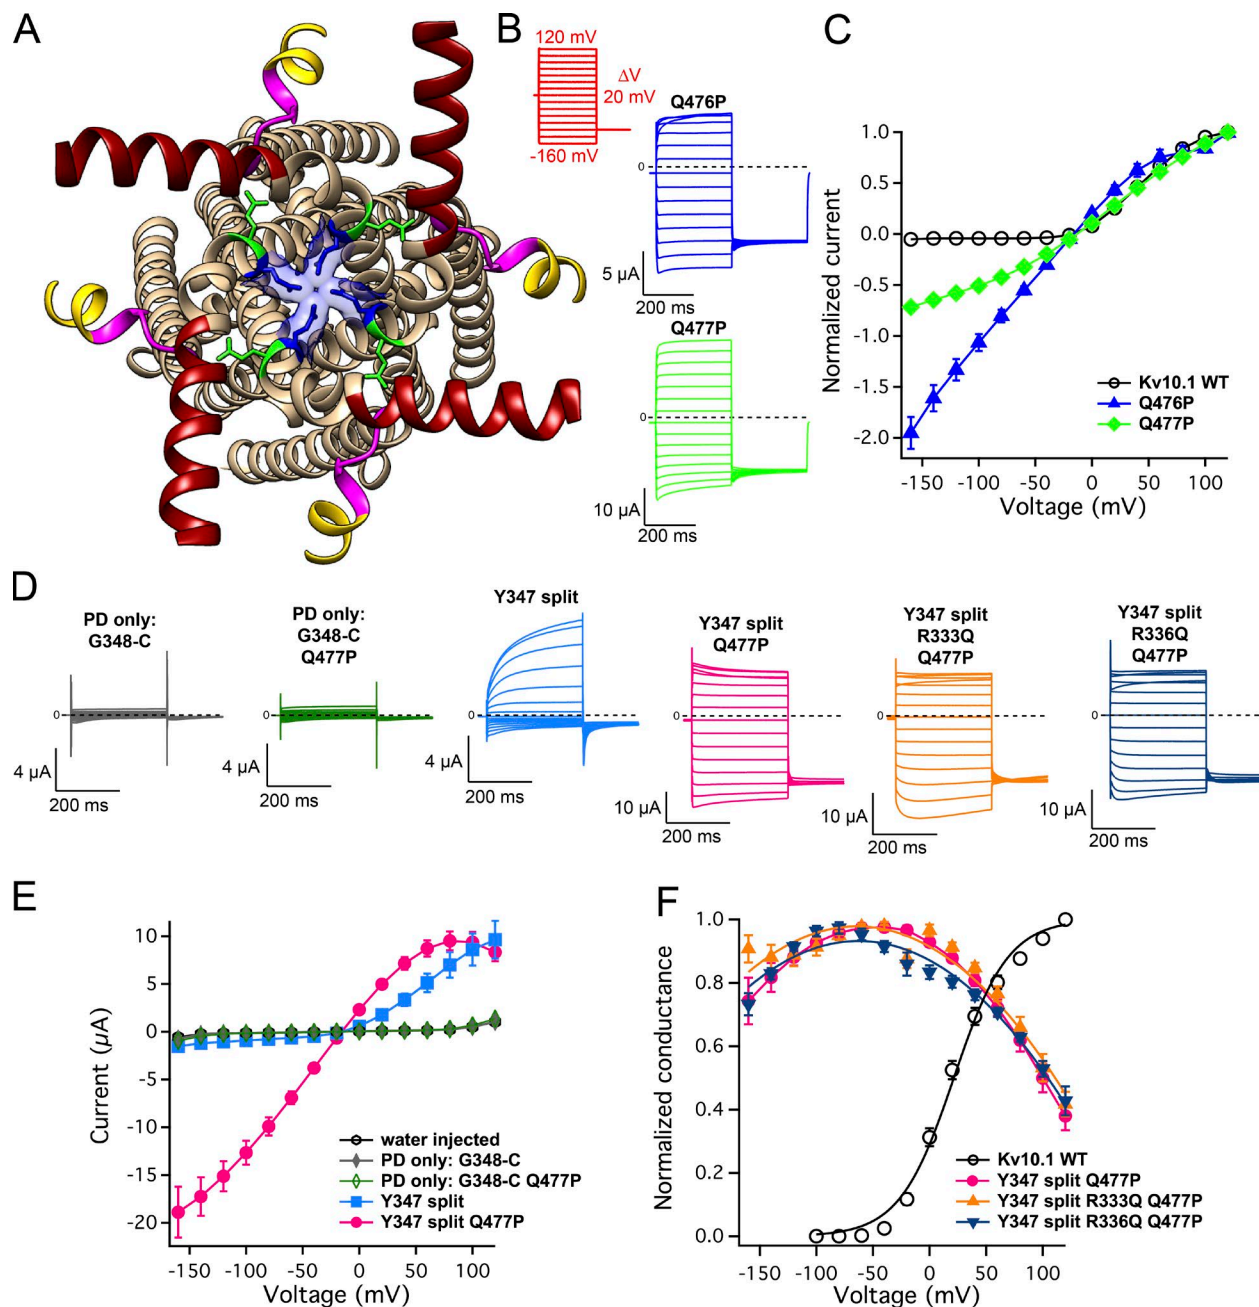 A
B
120 mV
ΔV
20 mV
-160 mV
Q476P
0
5 µA
200 ms
Q477P
0
10 µA
200 ms
C
Normalized current
1.0
0.5
0.0
-0.5
-1.0
-1.5
-2.0
Kv10.1 WT
Q476P
Q477P
-150 -100 -50 0 50 100
Voltage (mV)
D
PD only:
G348-C
0
4 µA
200 ms
PD only:
G348-C
Q477P
0
4 µA
200 ms
Y347 split
0
4 µA
200 ms
Y347 split
Q477P
0
10 µA
200 ms
Y347 split
R333Q
Q477P
0
10 µA
200 ms
Y347 split
R336Q
Q477P
0
10 µA
200 ms
E
Current (µA)
10
5
0
-5
-10
-15
-20
water injected
PD only: G348-C
PD only: G348-C Q477P
Y347 split
Y347 split Q477P
-150 -100 -50 0 50 100
Voltage (mV)
F
Normalized conductance
1.0
0.8
0.6
0.4
0.2
0.0
Kv10.1 WT
Y347 split Q477P
Y347 split R333Q Q477P
Y347 split R336Q Q477P
-150 -100 -50 0 50 100
Voltage (mV)